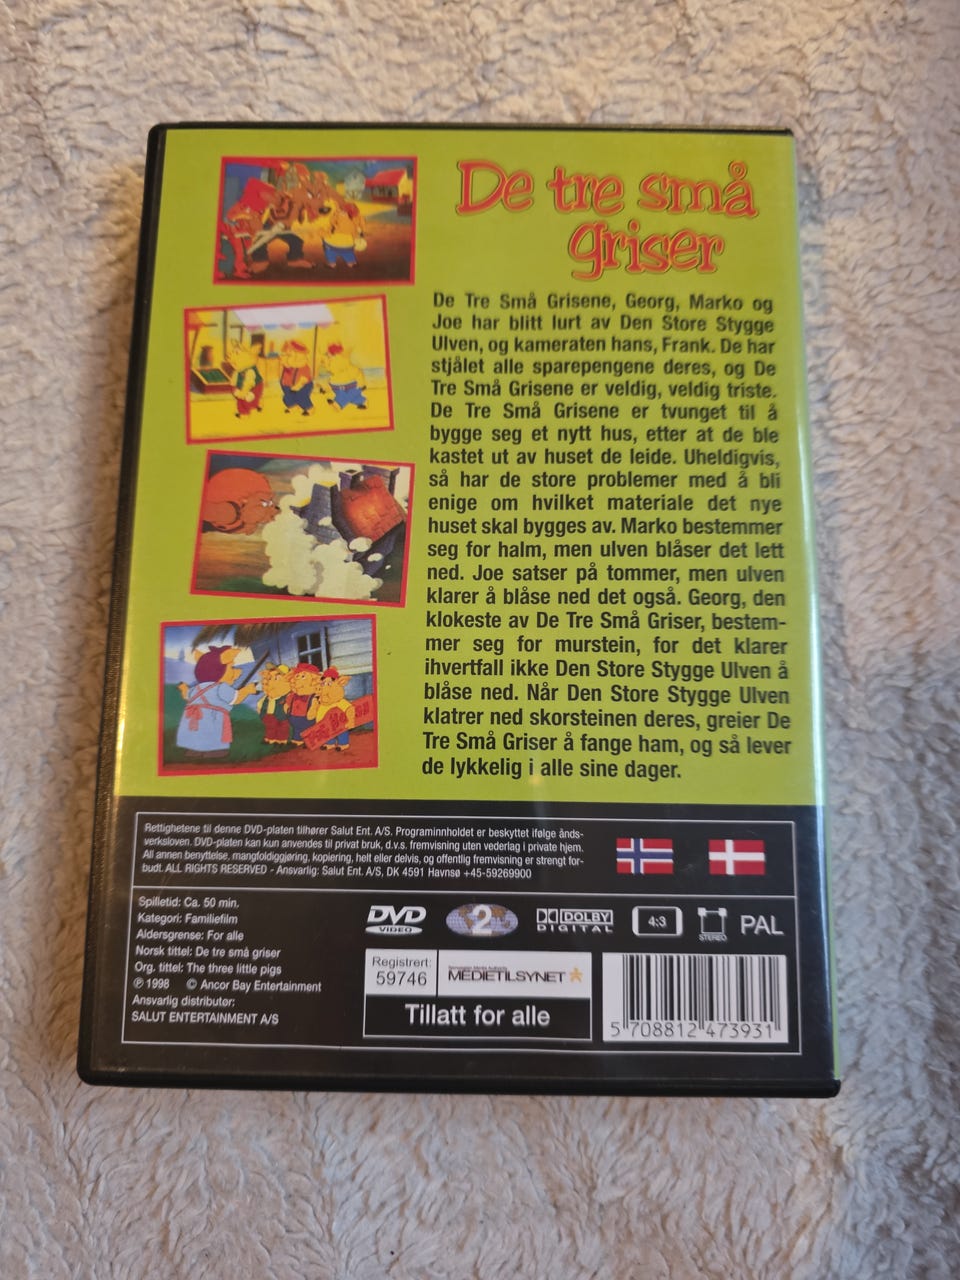 De tre små
griser
De Tre Små Grisene, Georg, Marko og
Joe har blitt lurt av Den Store Stygge
Ulven, og kameraten hans, Frank. De har
stjålet alle sparepengene deres, og De
Tre Små Grisene er veldig, veldig triste.
De Tre Små Grisene er tvunget til å
bygge seg et nytt hus, etter at de ble
kastet ut av huset de leide. Uheldigvis,
så har de store problemer med å bli
enige om hvilket materiale det nye
huset skal bygges av. Marko bestemmer
seg for halm, men ulven blåser det lett
ned. Joe satser på tommer, men ulven
klarer å blåse ned det også. Georg, den
klokeste av De Tre Små Griser, bestem-
mer seg for murstein, for det klarer
ihvertfall ikke Den Store Stygge Ulven å
blåse ned. Når Den Store Stygge Ulven
klatrer ned skorsteinen deres, greier De
Tre Små Griser å fange ham, og så lever
de lykkelig i alle sine dager.
Rettighetene til denne DVD-platen tilhører Salut Ent. A/S. Programinnholdet er beskyttet ifølge ånds-
verksloven. DVD-platen kan kun anvendes til privat bruk, d.v.s. fremvisning uten vederlag i private hjem.
All annen benyttelse, mangfoldiggjøring, kopiering, helt eller delvis, og offentlig fremvisning er strengt for-
budt. ALL RIGHTS RESERVED - Ansvarlig: Salut Ent. A/S, DK 4591 Havnsø +45-59269900
Spilletid: Ca. 50 min.
Kategori: Familiefilm
Aldersgrense: For alle
Norsk tittel: De tre små griser
Org. tittel: The three little pigs
℗ 1998 © Ancor Bay Entertainment
Ansvarlig distributør:
SALUT ENTERTAINMENT A/S
DVD
VIDEO
2
DOLBY
DIGITAL
4:3
STEREO
PAL
Registrert:
59746
Norwegian Media Authority
MEDIETILSYNET
Tillatt for alle
5 708812 473931